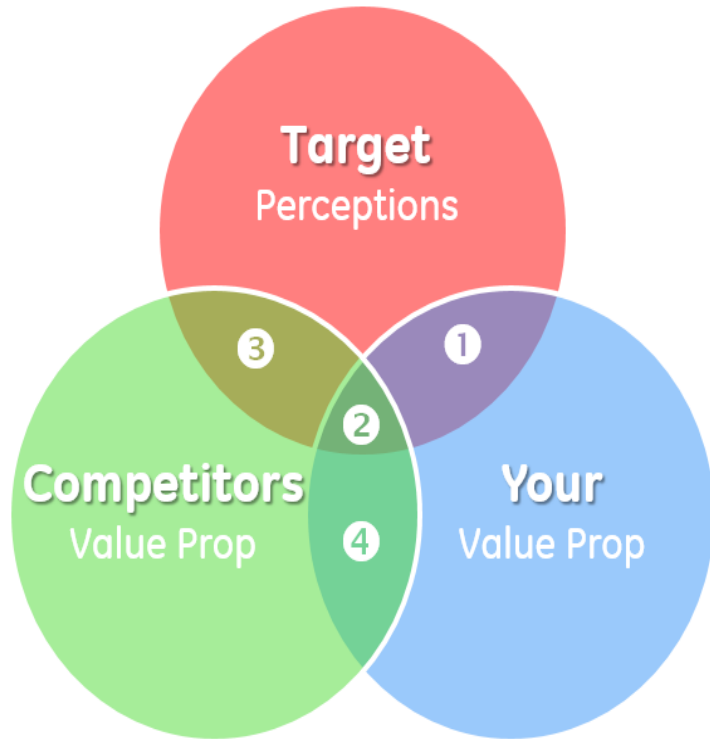 Target
Perceptions
3
1
2
Competitors
Value Prop
Your
Value Prop
4